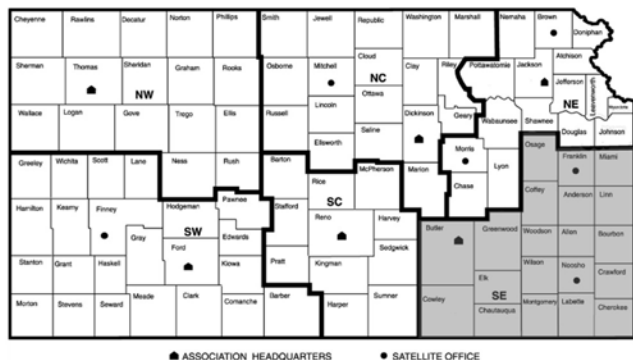 Cheyenne Rawlins Decatur Norton Phillips Smith Jewell Republic Washington Marshall Nemaha Brown Doniphan
Sherman Thomas Sheridan Graham Rooks Osborne Mitchell Cloud Clay Riley Pottawatomie Jackson Atchison
NW NC Ottawa Jefferson NE
Wallace Logan Gove Trego Ellis Russell Lincoln Saline Dickinson Geary Wabaunsee Shawnee Douglas Johnson
Ellsworth Morris Osage Franklin Miami
Greeley Wichita Scott Lane Ness Rush Barton Rice McPherson Marion Chase Lyon Coffey Anderson Linn
Hamilton Kearny Finney Hodgeman Pawnee Stafford SC Reno Harvey Butler Greenwood Woodson Allen Bourbon
SW Gray Ford Edwards Sedgwick
Stanton Grant Haskell Kiowa Pratt Kingman Elk Wilson Neosho Crawford
Morton Stevens Seward Meade Clark Comanche Barber Harper Sumner Cowley SE Chautauqua Montgomery Labette Cherokee
ASSOCIATION HEADQUARTERS SATELLITE OFFICE